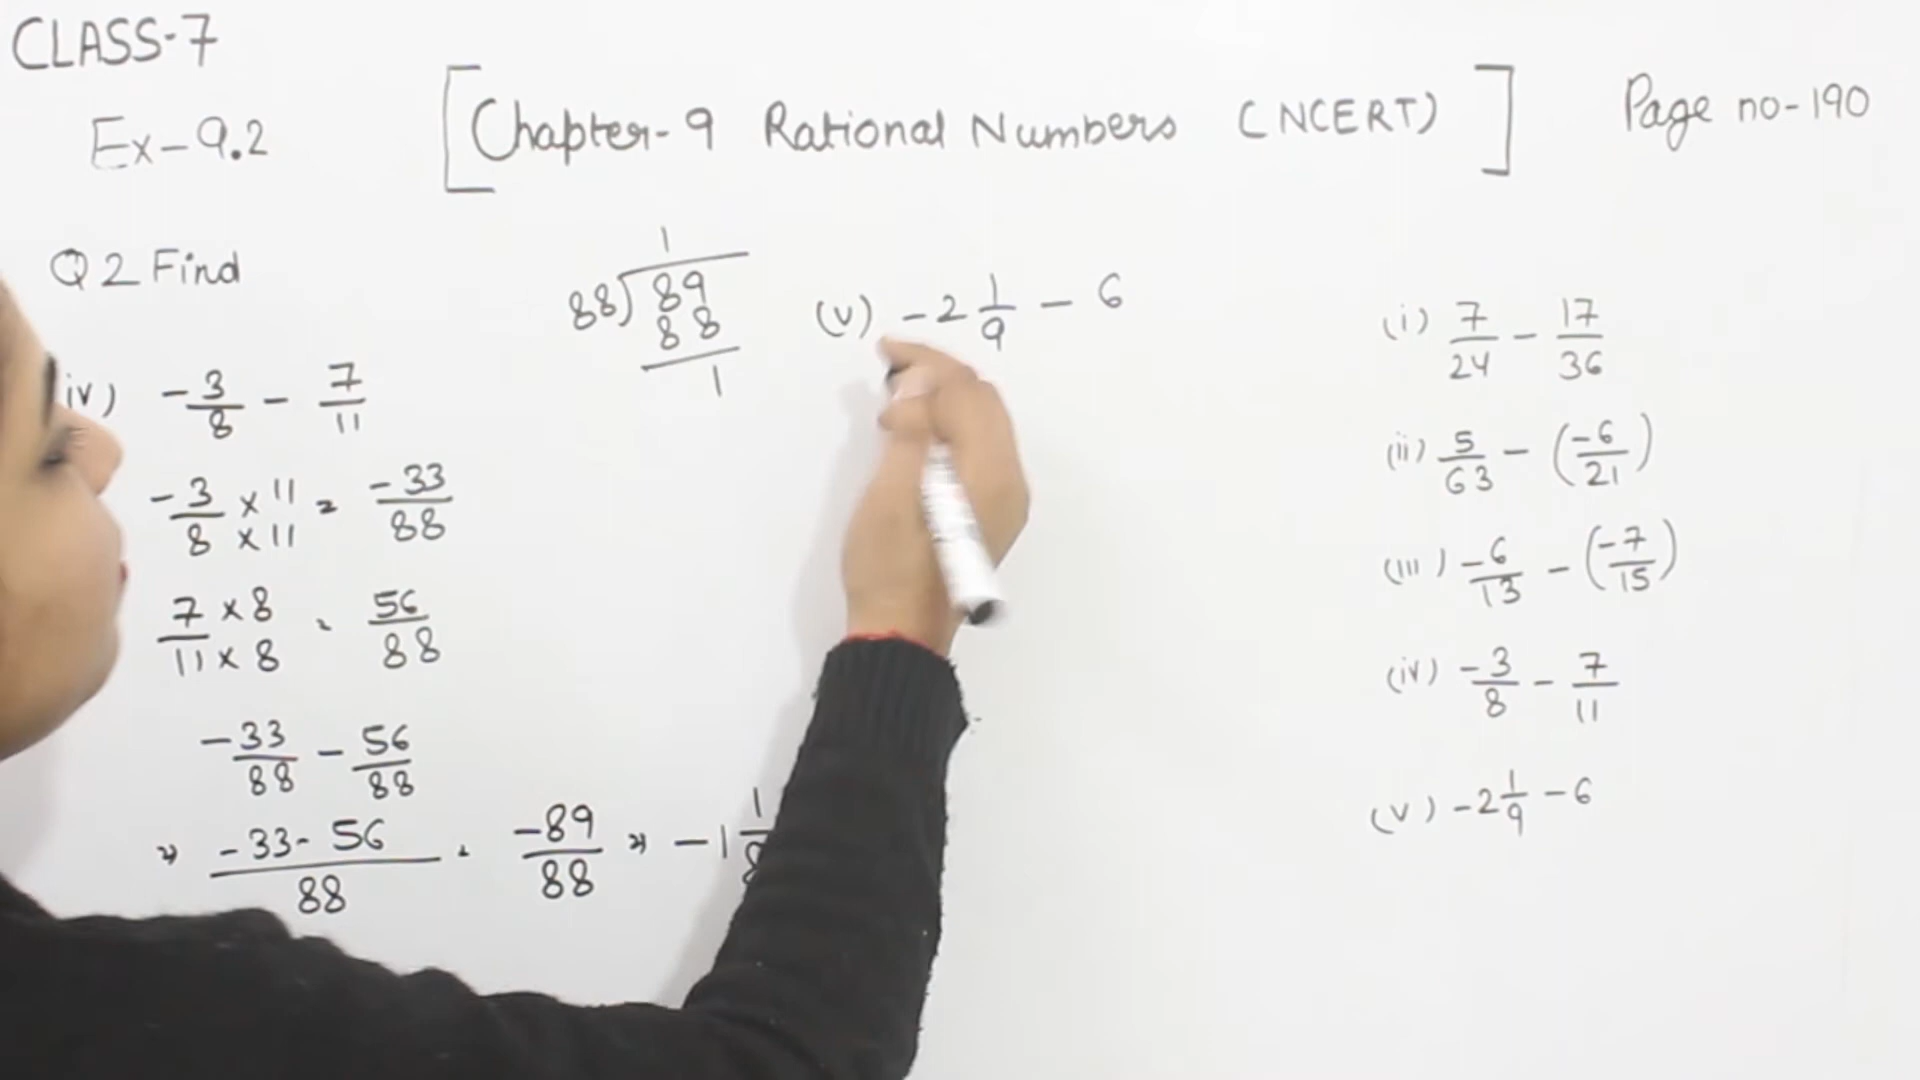 CLASS-7
Ex-9.2
[Chapter-9 Rational Numbers (NCERT)]
Page no-190
Q2 Find
iv) -3/8 - 7/11
-3/8 × 11/11 = -33/88
7/11 × 8/8 = 56/88
-33/88 - 56/88
-33-56/88 = -89/88 ⇒ -1 1/8
1
88)89
88
1
(v) -2 1/9 - 6
(i) 7/24 - 17/36
(ii) 5/63 - (-6/21)
(iii) -6/13 - (-7/15)
(iv) -3/8 - 7/11
(v) -2 1/9 - 6